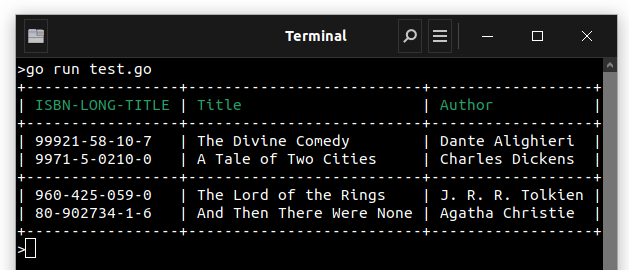 Terminal
>go run test.go
+-----------------+--------------------------+------------------+
| ISBN-LONG-TITLE | Title                    | Author           |
+-----------------+--------------------------+------------------+
| 99921-58-10-7   | The Divine Comedy        | Dante Alighieri  |
| 9971-5-0210-0   | A Tale of Two Cities     | Charles Dickens  |
+-----------------+--------------------------+------------------+
| 960-425-059-0   | The Lord of the Rings    | J. R. R. Tolkien |
| 80-902734-1-6   | And Then There Were None | Agatha Christie  |
+-----------------+--------------------------+------------------+
>